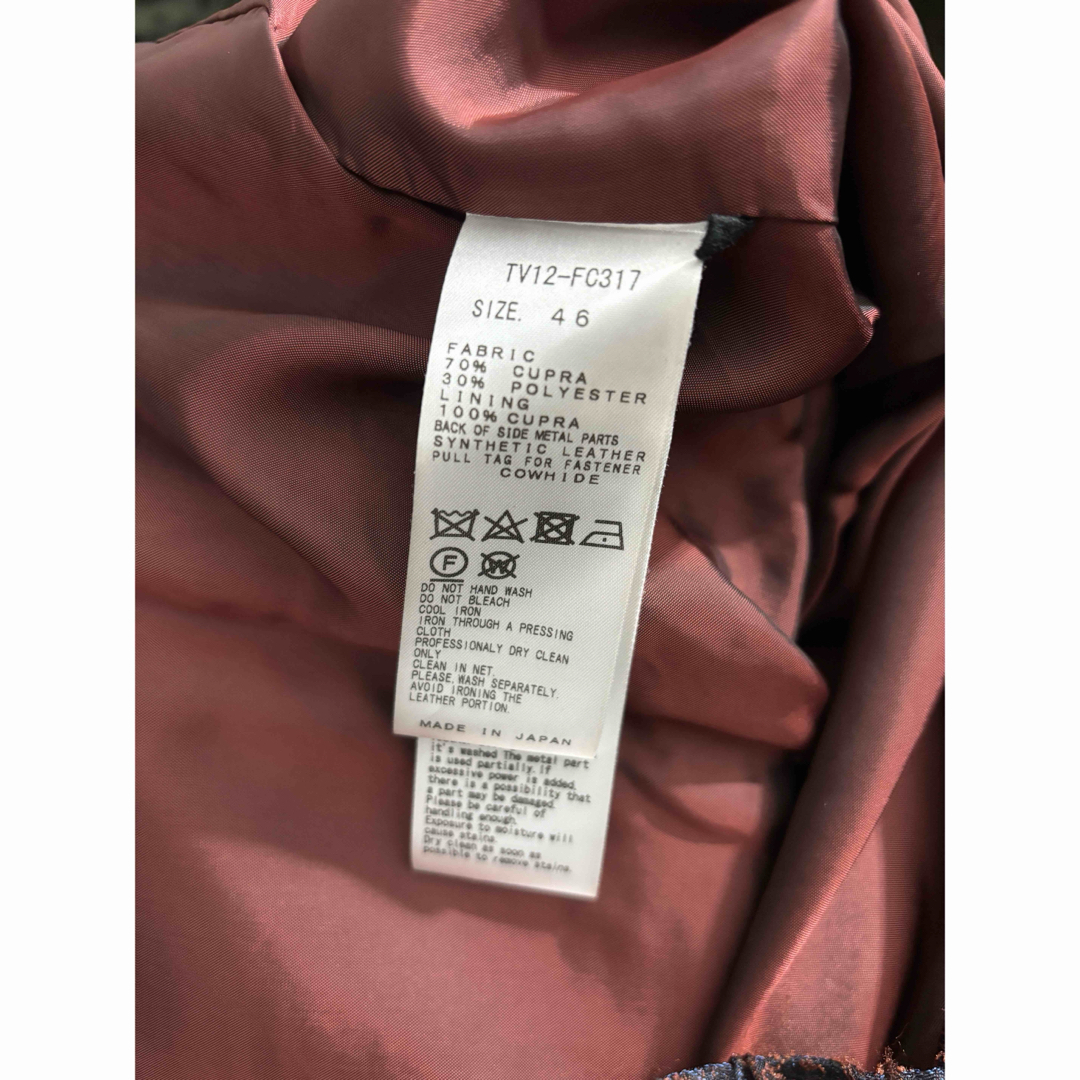 TV12-FC317
SIZE. 46
FABRIC
70% CUPRA
30% POLYESTER
LINING
100% CUPRA
BACK OF SIDE METAL PARTS
SYNTHETIC LEATHER
PULL TAG FOR FASTENER
COWHIDE
F W
DO NOT HAND WASH
DO NOT BLEACH
COOL IRON
IRON THROUGH A PRESSING
CLOTH
PROFESSIONALY DRY CLEAN
ONLY
CLEAN IN NET.
PLEASE.WASH SEPARATELY.
AVOID IRONING THE
LEATHER PORTION.
MADE IN JAPAN
it's washed The metal part
is used partially. If
excessive power is added,
there is a possibility that
a part may be damaged.
Please be careful of
handling enough.
Exposure to moisture will
cause stains.
Dry clean as soon as
possible to remove stains.